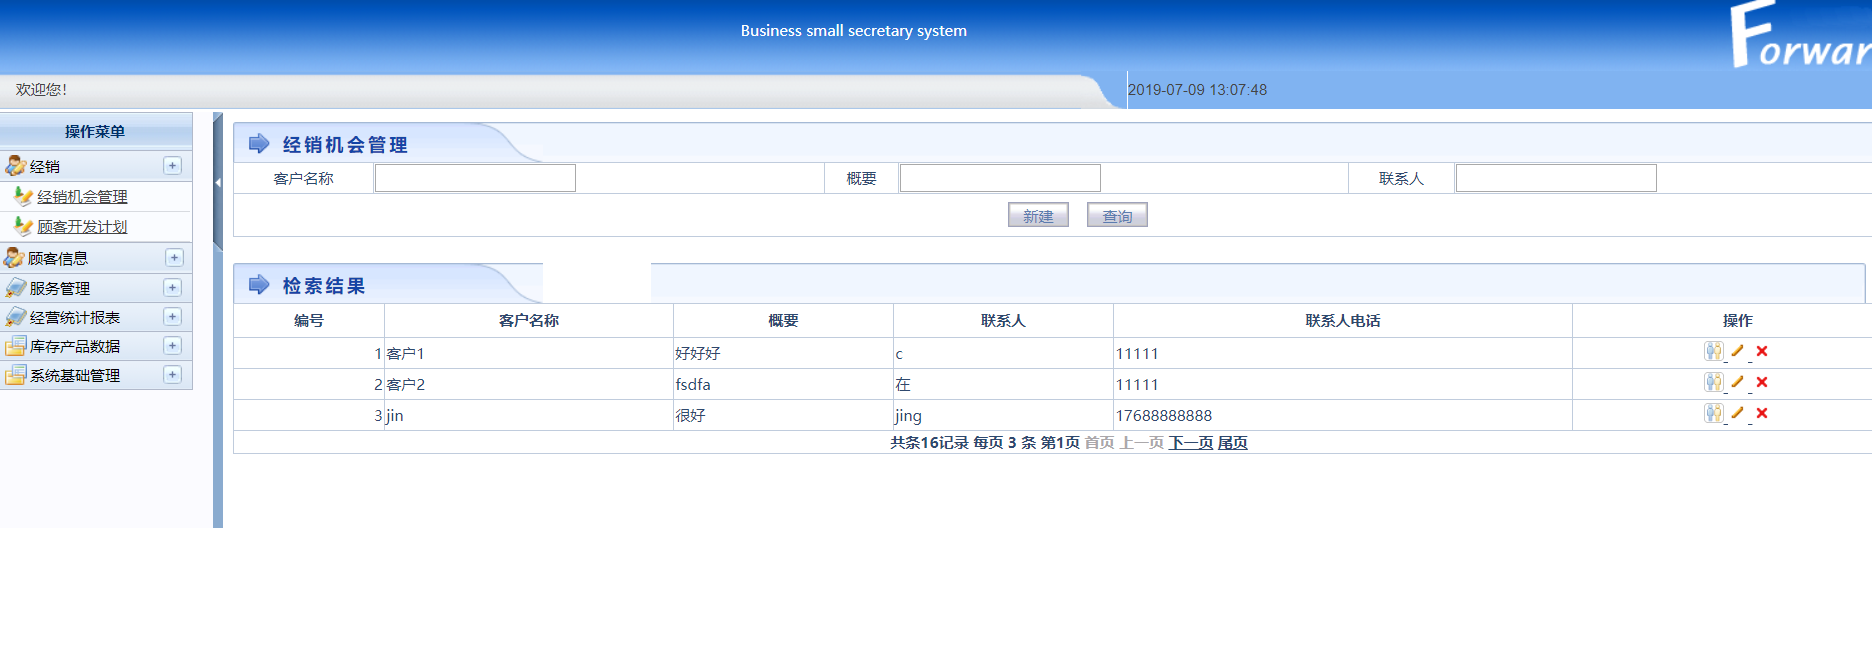 Business small secretary system
Forwar
欢迎您!
2019-07-09 13:07:48
操作菜单
经销
经销机会管理
顾客开发计划
顾客信息
服务管理
经营统计报表
库存产品数据
系统基础管理
经销机会管理
客户名称 概要 联系人
新建 查询
检索结果
编号 客户名称 概要 联系人 联系人电话 操作
1 客户1 好好好 c 11111
2 客户2 fsdfa 在 11111
3 jin 很好 jing 17688888888
共条16记录 每页 3 条 第1页 首页 上一页 下一页 尾页